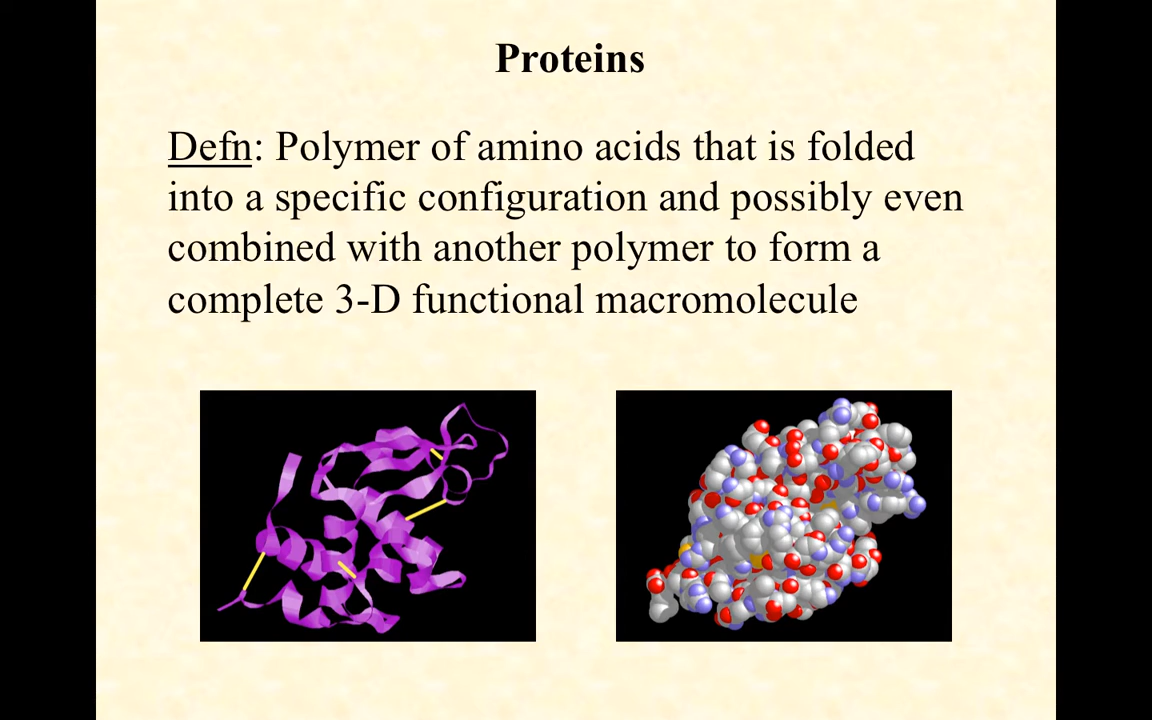 Proteins
Defn: Polymer of amino acids that is folded
into a specific configuration and possibly even
combined with another polymer to form a
complete 3-D functional macromolecule